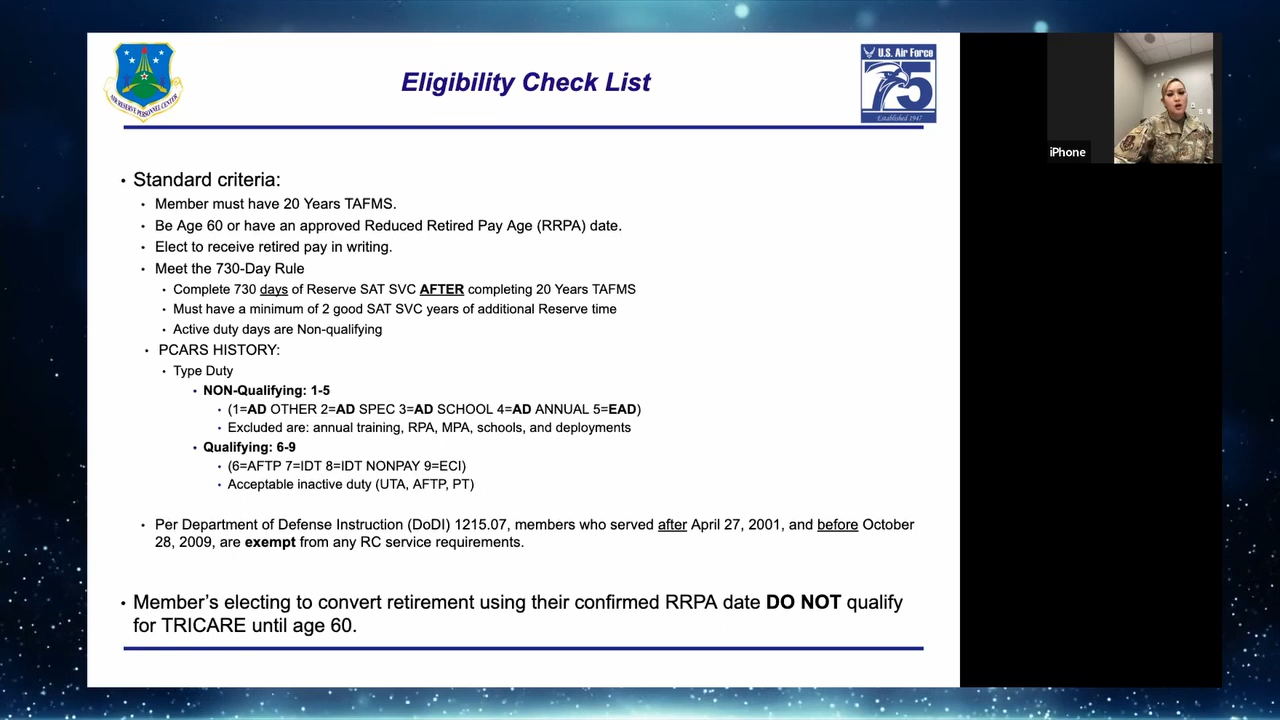 Eligibility Check List
U.S. Air Force
75
Established 1947
AIR RESERVE PERSONNEL CENTER
iPhone
• Standard criteria:
• Member must have 20 Years TAFMS.
• Be Age 60 or have an approved Reduced Retired Pay Age (RRPA) date.
• Elect to receive retired pay in writing.
• Meet the 730-Day Rule
• Complete 730 days of Reserve SAT SVC AFTER completing 20 Years TAFMS
• Must have a minimum of 2 good SAT SVC years of additional Reserve time
• Active duty days are Non-qualifying
• PCARS HISTORY:
• Type Duty
• NON-Qualifying: 1-5
• (1=AD OTHER 2=AD SPEC 3=AD SCHOOL 4=AD ANNUAL 5=EAD)
• Excluded are: annual training, RPA, MPA, schools, and deployments
• Qualifying: 6-9
• (6=AFTP 7=IDT 8=IDT NONPAY 9=ECI)
• Acceptable inactive duty (UTA, AFTP, PT)
• Per Department of Defense Instruction (DoDI) 1215.07, members who served after April 27, 2001, and before October
28, 2009, are exempt from any RC service requirements.
• Member's electing to convert retirement using their confirmed RRPA date DO NOT qualify
for TRICARE until age 60.